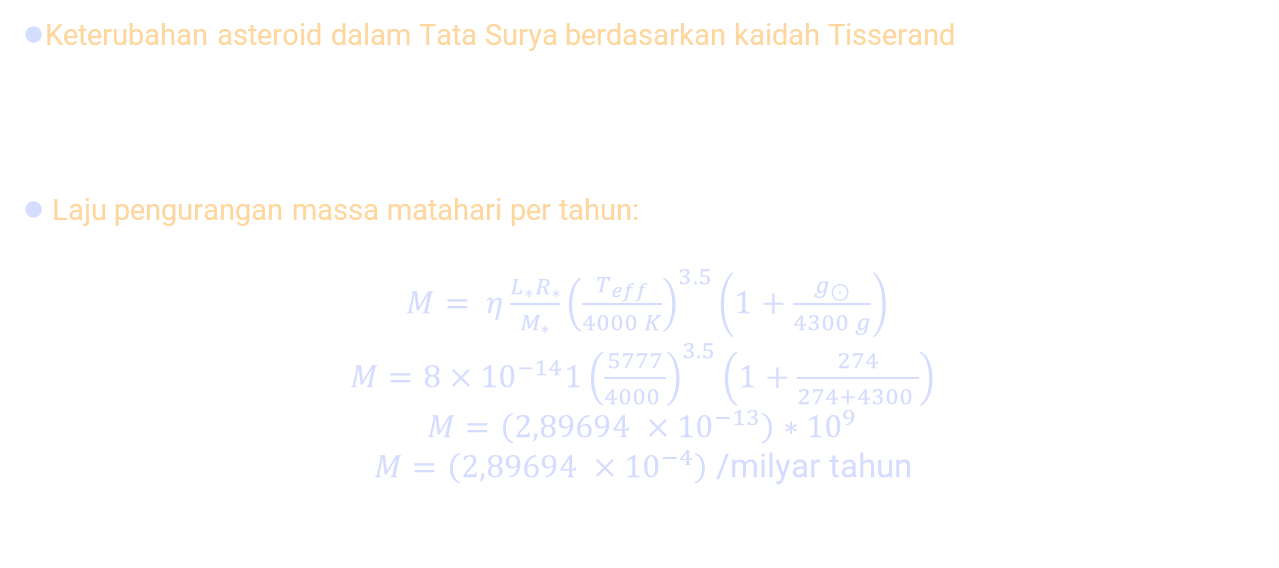 ●Keterubahan asteroid dalam Tata Surya berdasarkan kaidah Tisserand
● Laju pengurangan massa matahari per tahun:
M = η L∗R∗/M∗ (T eff/4000 K)^3.5 (1 + g⊙/4300 g)
M = 8 × 10^−14 1 (5777/4000)^3.5 (1 + 274/274+4300)
M = (2,89694 × 10^−13) ∗ 10^9
M = (2,89694 × 10^−4) /milyar tahun